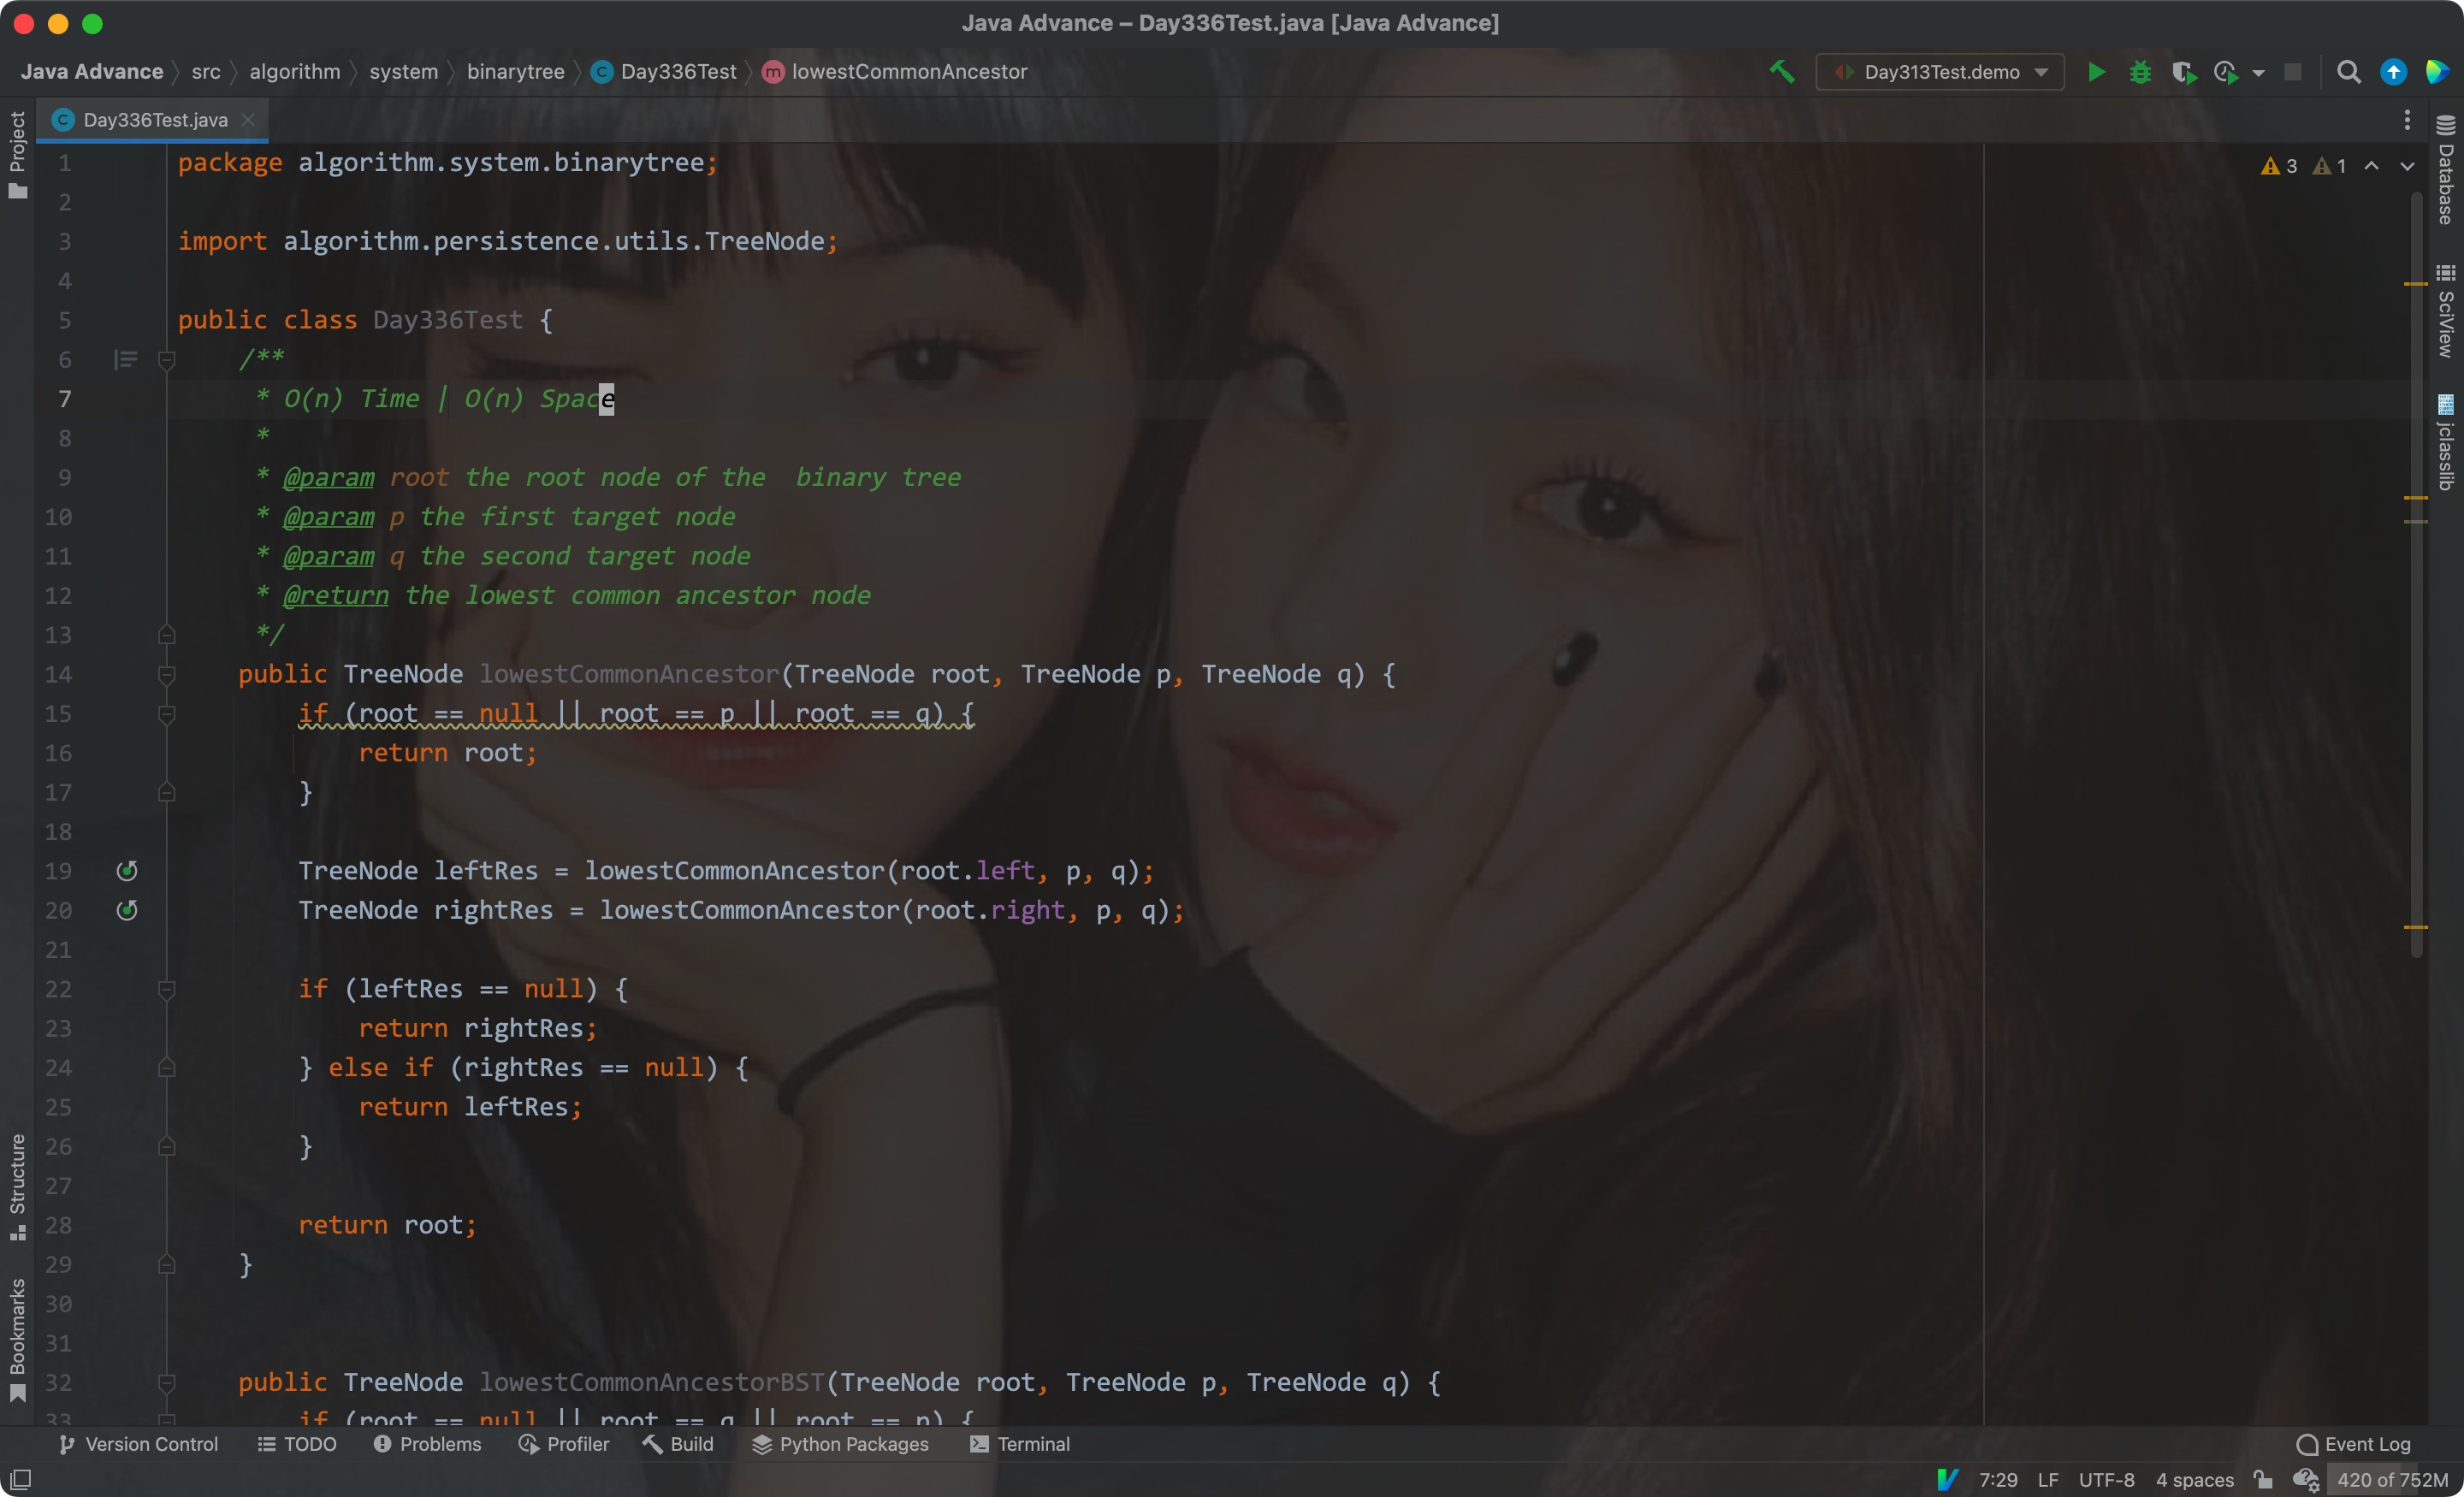 Java Advance – Day336Test.java [Java Advance]
Java Advance src algorithm system binarytree C Day336Test m lowestCommonAncestor Day313Test.demo
C Day336Test.java
Project
1 package algorithm.system.binarytree;
2
3 import algorithm.persistence.utils.TreeNode;
4
5 public class Day336Test {
6 /**
7 * O(n) Time | O(n) Space
8 *
9 * @param root the root node of the  binary tree
10 * @param p the first target node
11 * @param q the second target node
12 * @return the lowest common ancestor node
13 */
14 public TreeNode lowestCommonAncestor(TreeNode root, TreeNode p, TreeNode q) {
15 if (root == null || root == p || root == q) {
16 return root;
17 }
18
19 TreeNode leftRes = lowestCommonAncestor(root.left, p, q);
20 TreeNode rightRes = lowestCommonAncestor(root.right, p, q);
21
22 if (leftRes == null) {
23 return rightRes;
24 } else if (rightRes == null) {
25 return leftRes;
26 }
27
28 return root;
29 }
30
31
32 public TreeNode lowestCommonAncestorBST(TreeNode root, TreeNode p, TreeNode q) {
33 if (root == null || root == q || root == p) {
3 1
Database
SciView
jclasslib
Structure
Bookmarks
Version Control TODO Problems Profiler Build Python Packages Terminal Event Log
7:29 LF UTF-8 4 spaces 420 of 752M